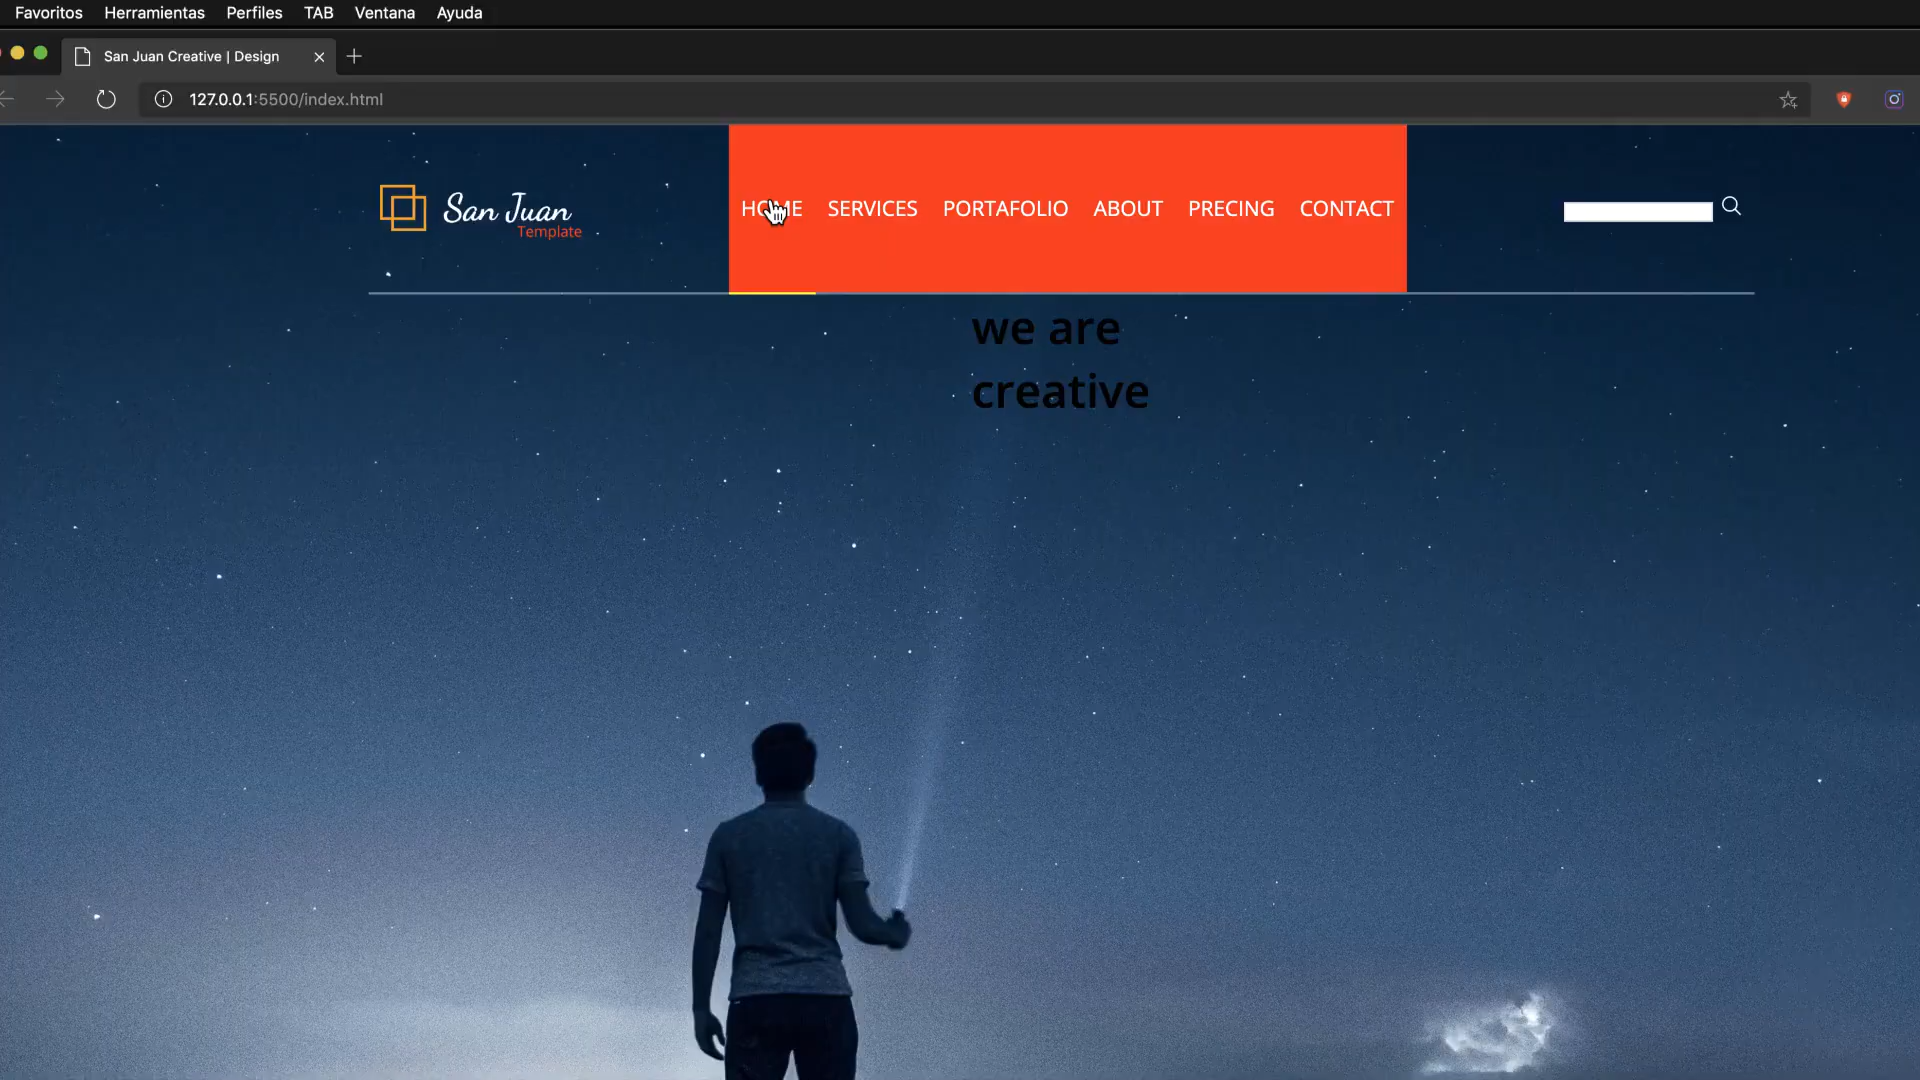 Favoritos Herramientas Perfiles TAB Ventana Ayuda
San Juan Creative | Design
127.0.0.1:5500/index.html
San Juan
Template
HOME SERVICES PORTAFOLIO ABOUT PRECING CONTACT
we are
creative